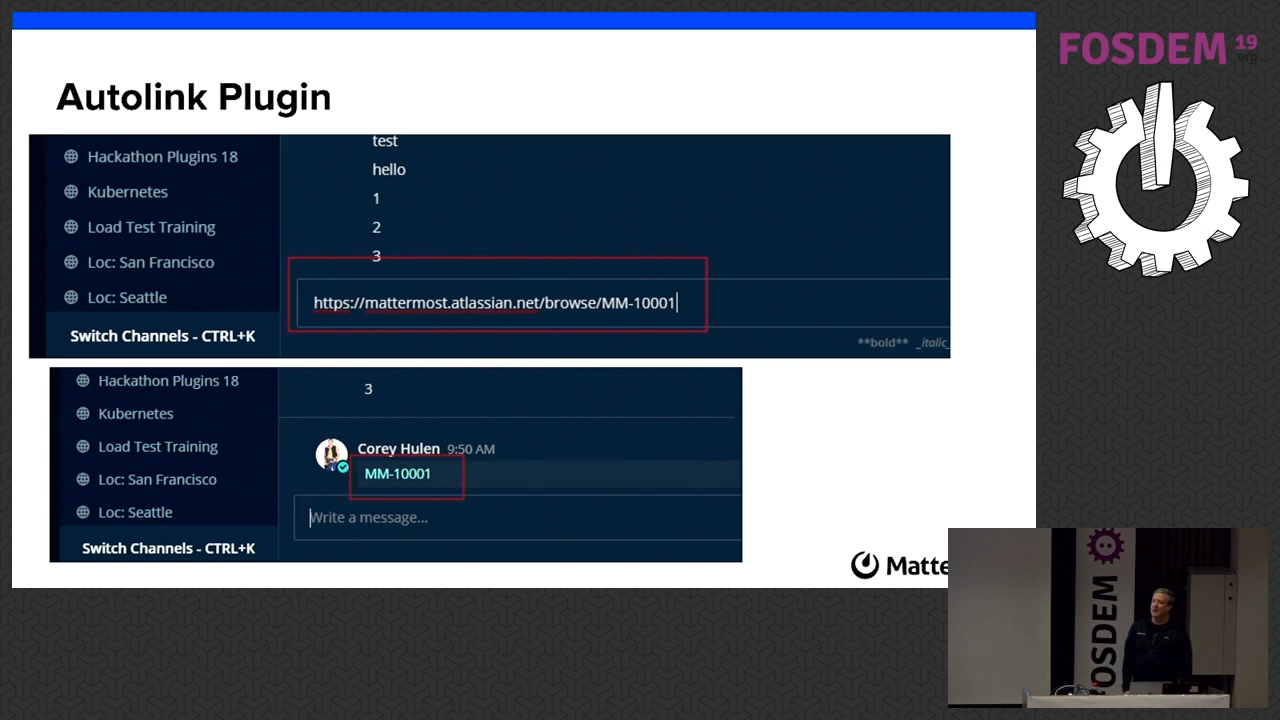 Autolink Plugin
test
Hackathon Plugins 18
hello
Kubernetes
1
Load Test Training
2
Loc: San Francisco
3
Loc: Seattle
https://mattermost.atlassian.net/browse/MM-10001
Switch Channels - CTRL+K
**bold** _italic_
Hackathon Plugins 18
3
Kubernetes
Load Test Training
Corey Hulen 9:50 AM
Loc: San Francisco
MM-10001
Loc: Seattle
Write a message...
Switch Channels - CTRL+K
Matte
FOSDEM 19
.org
FOSDEM